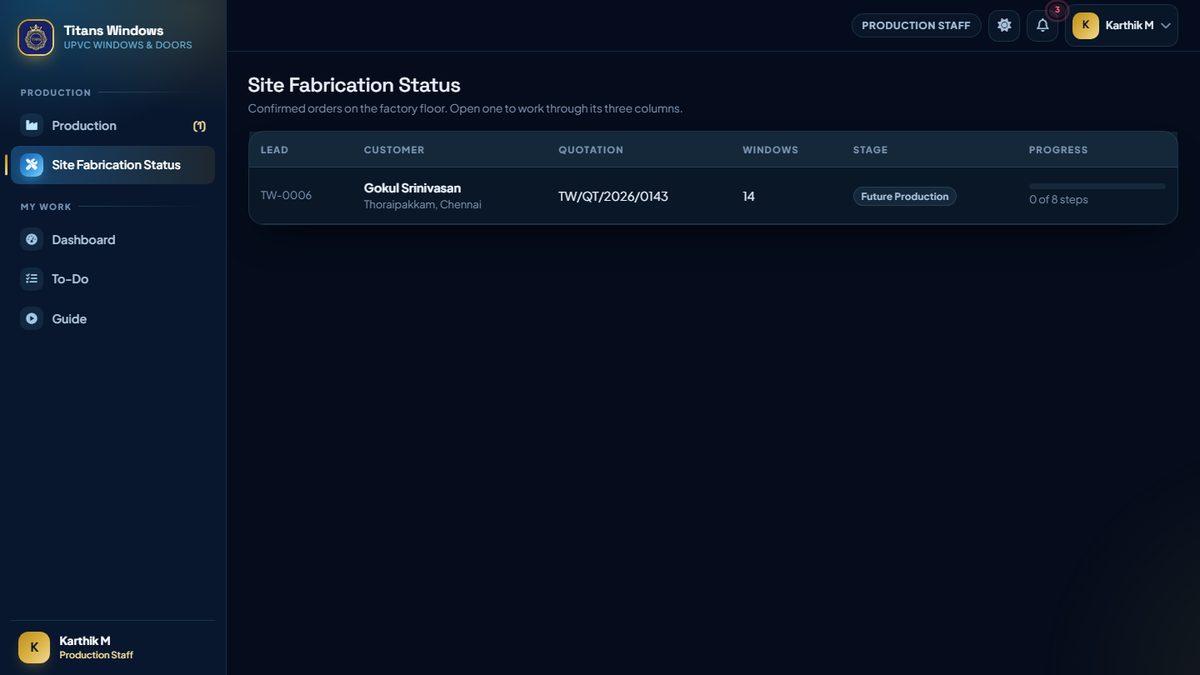 Titans Windows
UPVC WINDOWS & DOORS
PRODUCTION STAFF
3
K
Karthik M
PRODUCTION
Production
(1)
Site Fabrication Status
MY WORK
Dashboard
To-Do
Guide
Site Fabrication Status
Confirmed orders on the factory floor. Open one to work through its three columns.
LEAD CUSTOMER QUOTATION WINDOWS STAGE PROGRESS
TW-0006
Gokul Srinivasan
Thoraipakkam, Chennai
TW/QT/2026/0143
14
Future Production
0 of 8 steps
K
Karthik M
Production Staff